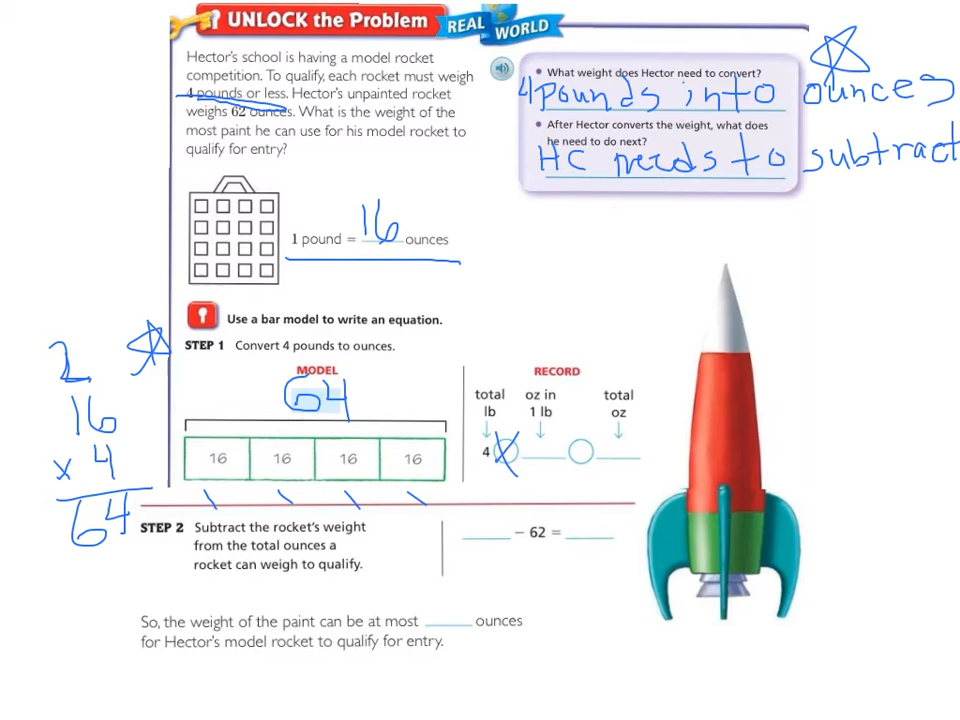 UNLOCK the Problem REAL WORLD
Hector's school is having a model rocket
competition. To qualify, each rocket must weigh
4 pounds or less. Hector's unpainted rocket
weighs 62 ounces. What is the weight of the
most paint he can use for his model rocket to
qualify for entry?
• What weight does Hector need to convert?
4 Pounds into ounces
• After Hector converts the weight, what does
he need to do next?
HC needs to subtract
1 pound = 16 ounces
Use a bar model to write an equation.
STEP 1 Convert 4 pounds to ounces.
MODEL
64
16 16 16 16
RECORD
total oz in total
lb 1 lb oz
4 x
2
16
x 4
64
STEP 2 Subtract the rocket's weight
from the total ounces a
rocket can weigh to qualify.
− 62 =
So, the weight of the paint can be at most ounces
for Hector's model rocket to qualify for entry.